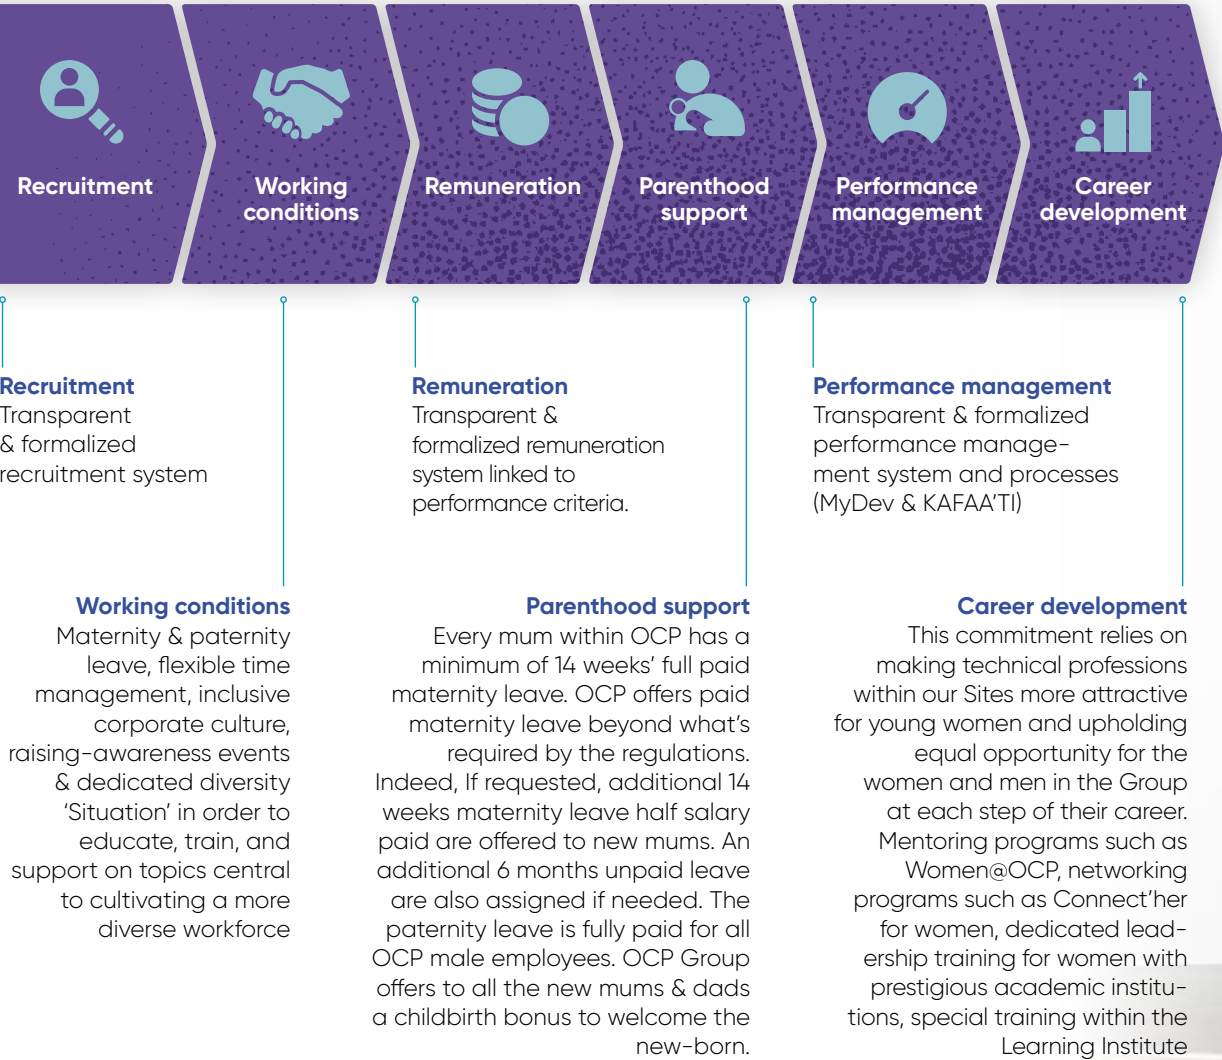 Recruitment
Working
conditions
Remuneration
Parenthood
support
Performance
management
Career
development
Recruitment
Transparent
& formalized
recruitment system
Remuneration
Transparent &
formalized remuneration
system linked to
performance criteria.
Performance management
Transparent & formalized
performance manage-
ment system and processes
(MyDev & KAFAA'TI)
Working conditions
Maternity & paternity
leave, flexible time
management, inclusive
corporate culture,
raising-awareness events
& dedicated diversity
'Situation' in order to
educate, train, and
support on topics central
to cultivating a more
diverse workforce
Parenthood support
Every mum within OCP has a
minimum of 14 weeks' full paid
maternity leave. OCP offers paid
maternity leave beyond what's
required by the regulations.
Indeed, If requested, additional 14
weeks maternity leave half salary
paid are offered to new mums. An
additional 6 months unpaid leave
are also assigned if needed. The
paternity leave is fully paid for all
OCP male employees. OCP Group
offers to all the new mums & dads
a childbirth bonus to welcome the
new-born.
Career development
This commitment relies on
making technical professions
within our Sites more attractive
for young women and upholding
equal opportunity for the
women and men in the Group
at each step of their career.
Mentoring programs such as
Women@OCP, networking
programs such as Connect'her
for women, dedicated lead-
ership training for women with
prestigious academic institu-
tions, special training within the
Learning Institute